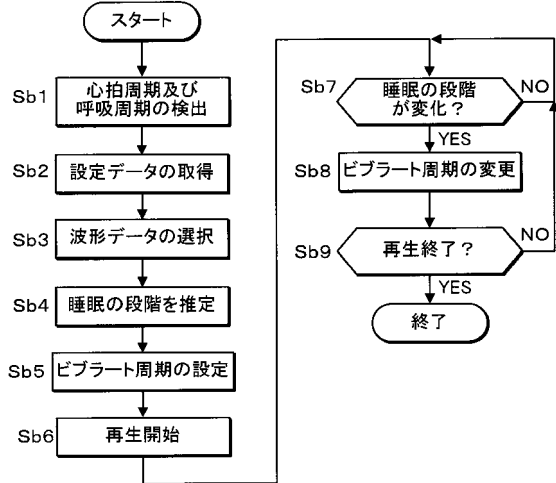 スタート
Sb1
心拍周期及び
呼吸周期の検出
Sb2
設定データの取得
Sb3
波形データの選択
Sb4
睡眠の段階を推定
Sb5
ビブラート周期の設定
Sb6
再生開始
Sb7
睡眠の段階
が変化？
NO
YES
Sb8
ビブラート周期の変更
Sb9
再生終了？
NO
YES
終了